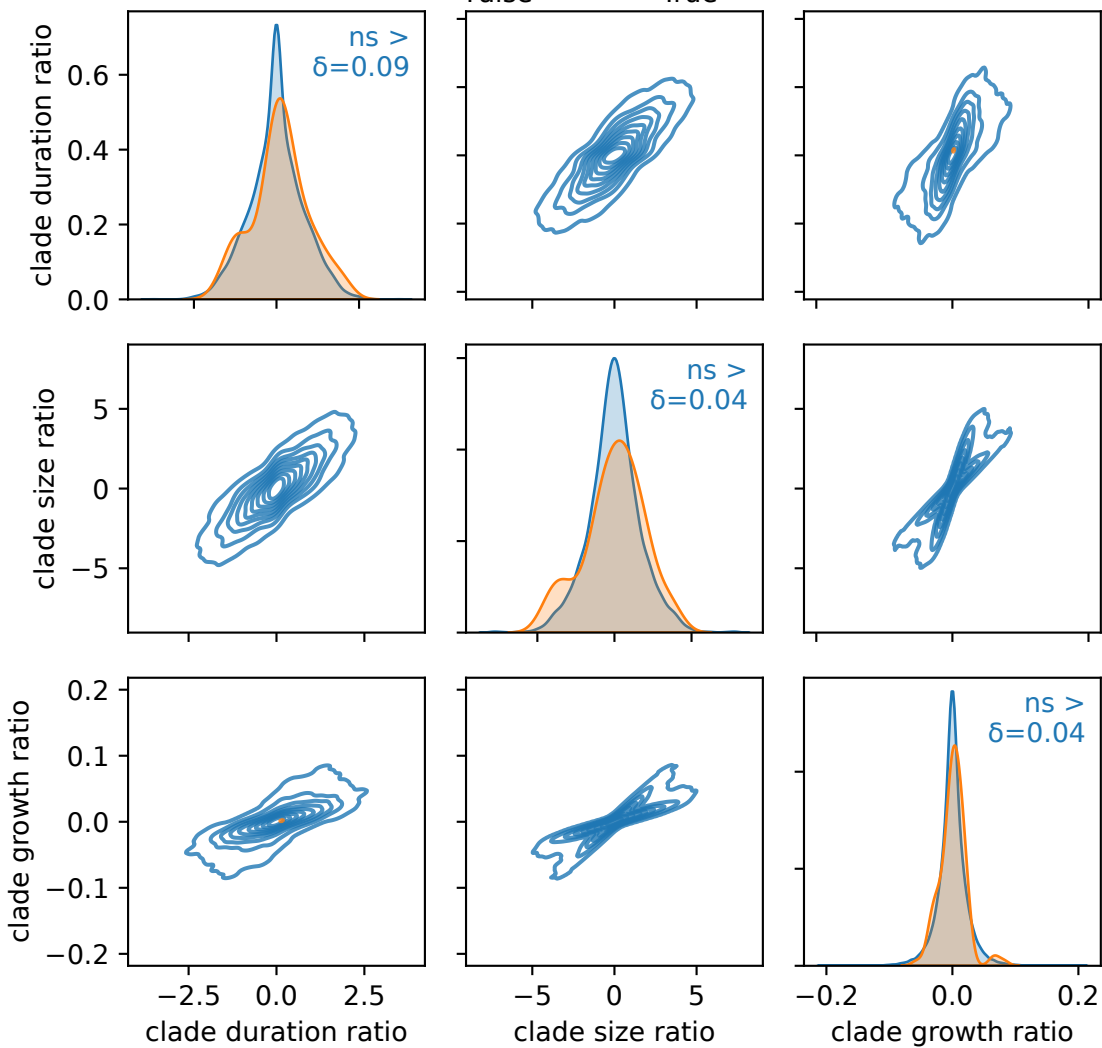 False True
clade duration ratio
0.6
0.4
0.2
0.0
ns >
δ=0.09
clade size ratio
5
0
−5
ns >
δ=0.04
clade growth ratio
0.2
0.1
0.0
−0.1
−0.2
ns >
δ=0.04
−2.5 0.0 2.5
−5 0 5
−0.2 0.0 0.2
clade duration ratio
clade size ratio
clade growth ratio